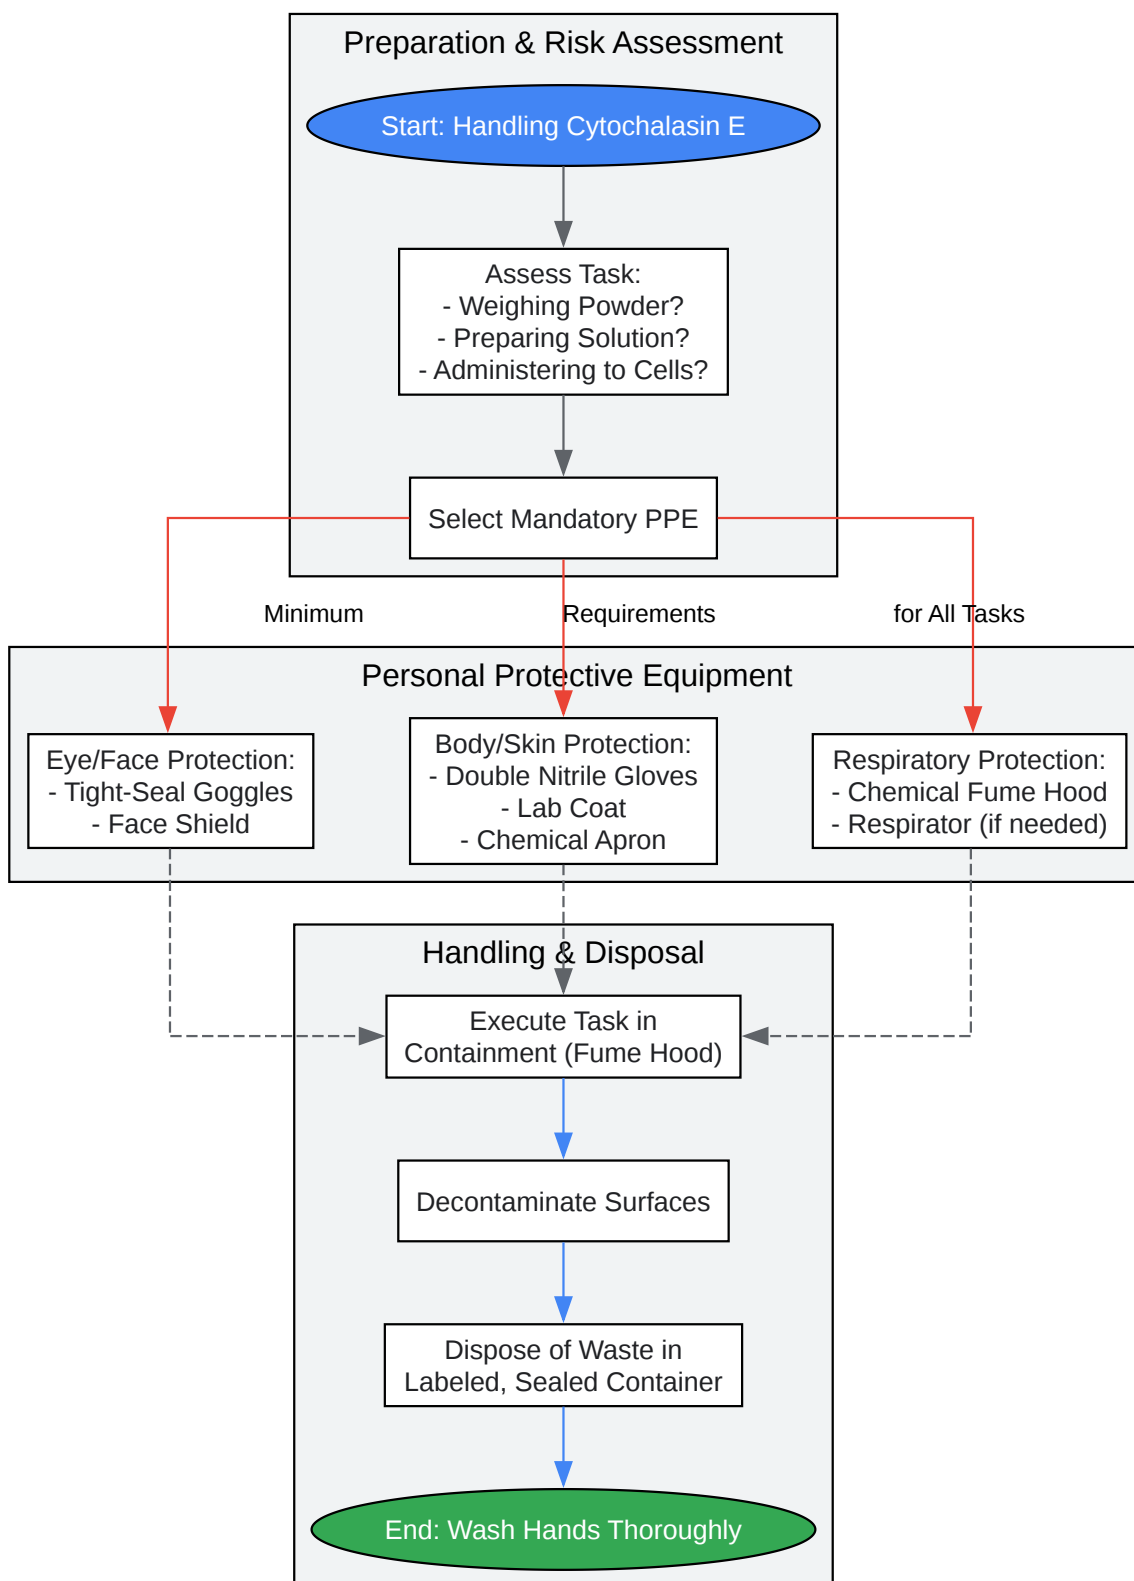 Preparation & Risk Assessment
Start: Handling Cytochalasin E
Assess Task:
- Weighing Powder?
- Preparing Solution?
- Administering to Cells?
Select Mandatory PPE
Minimum
Requirements
for All Tasks
Personal Protective Equipment
Eye/Face Protection:
- Tight-Seal Goggles
- Face Shield
Body/Skin Protection:
- Double Nitrile Gloves
- Lab Coat
- Chemical Apron
Respiratory Protection:
- Chemical Fume Hood
- Respirator (if needed)
Handling & Disposal
Execute Task in
Containment (Fume Hood)
Decontaminate Surfaces
Dispose of Waste in
Labeled, Sealed Container
End: Wash Hands Thoroughly